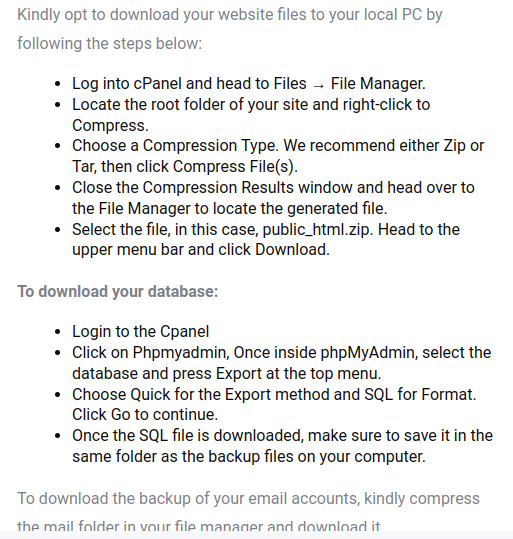 Kindly opt to download your website files to your local PC by
following the steps below:
• Log into cPanel and head to Files → File Manager.
• Locate the root folder of your site and right-click to
Compress.
• Choose a Compression Type. We recommend either Zip or
Tar, then click Compress File(s).
• Close the Compression Results window and head over to
the File Manager to locate the generated file.
• Select the file, in this case, public_html.zip. Head to the
upper menu bar and click Download.
To download your database:
• Login to the Cpanel
• Click on Phpmyadmin, Once inside phpMyAdmin, select the
database and press Export at the top menu.
• Choose Quick for the Export method and SQL for Format.
Click Go to continue.
• Once the SQL file is downloaded, make sure to save it in the
same folder as the backup files on your computer.
To download the backup of your email accounts, kindly compress
the mail folder in your file manager and download it